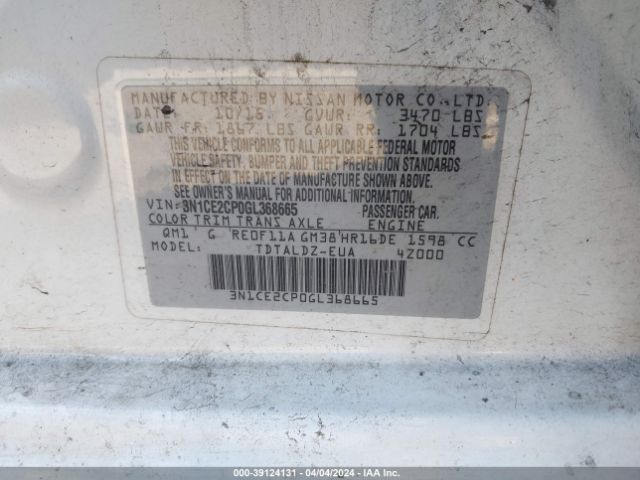 MANUFACTURED BY NISSAN MOTOR CO., LTD.
DATE: 10/15 GVWR: 3470 LBS
GAWR FR: 1867 LBS GAWR RR: 1704 LBS
THIS VEHICLE CONFORMS TO ALL APPLICABLE FEDERAL MOTOR
VEHICLE SAFETY, BUMPER AND THEFT PREVENTION STANDARDS
IN EFFECT ON THE DATE OF MANUFACTURE SHOWN ABOVE.
SEE OWNER'S MANUAL FOR ADDITIONAL INFORMATION
VIN: 3N1CE2CP0GL368665 PASSENGER CAR.
COLOR TRIM TRANS AXLE ENGINE
QM1 G RE0F11A GM38 HR16DE 1598 CC
MODEL: TDTALDZ-EUA 4Z000
3N1CE2CP0GL368665
000-39124131 - 04/04/2024 - IAAI.COM